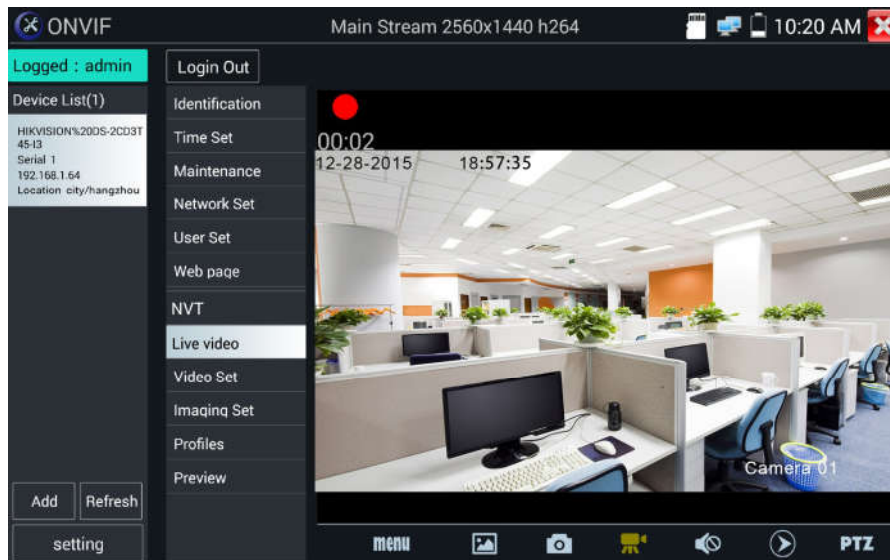 ONVIF
Main Stream 2560x1440 h264
10:20 AM
Logged : admin
Login Out
Device List(1)
HIKVISION%20DS-2CD3T
45-I3
Serial 1
192.168.1.64
Location city/hangzhou
Identification
Time Set
Maintenance
Network Set
User Set
Web page
NVT
Live video
Video Set
Imaging Set
Profiles
Preview
00:02
12-28-2015 18:57:35
Camera 01
Add
Refresh
setting
menu
PTZ